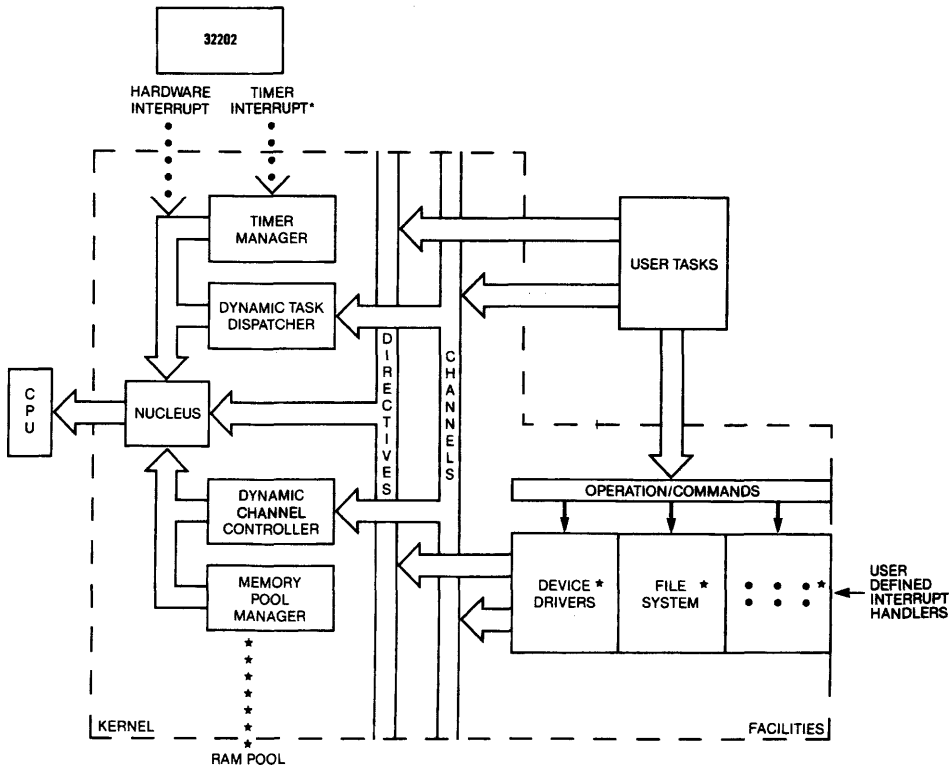 32202
HARDWARE
INTERRUPT
TIMER
INTERRUPT*
TIMER
MANAGER
DYNAMIC TASK
DISPATCHER
USER TASKS
DIRECTIVES
CHANNELS
CPU
NUCLEUS
DYNAMIC
CHANNEL
CONTROLLER
MEMORY
POOL
MANAGER
OPERATION/COMMANDS
DEVICE *
DRIVERS
FILE *
SYSTEM
*
USER
DEFINED
INTERRUPT
HANDLERS
KERNEL
FACILITIES
RAM POOL